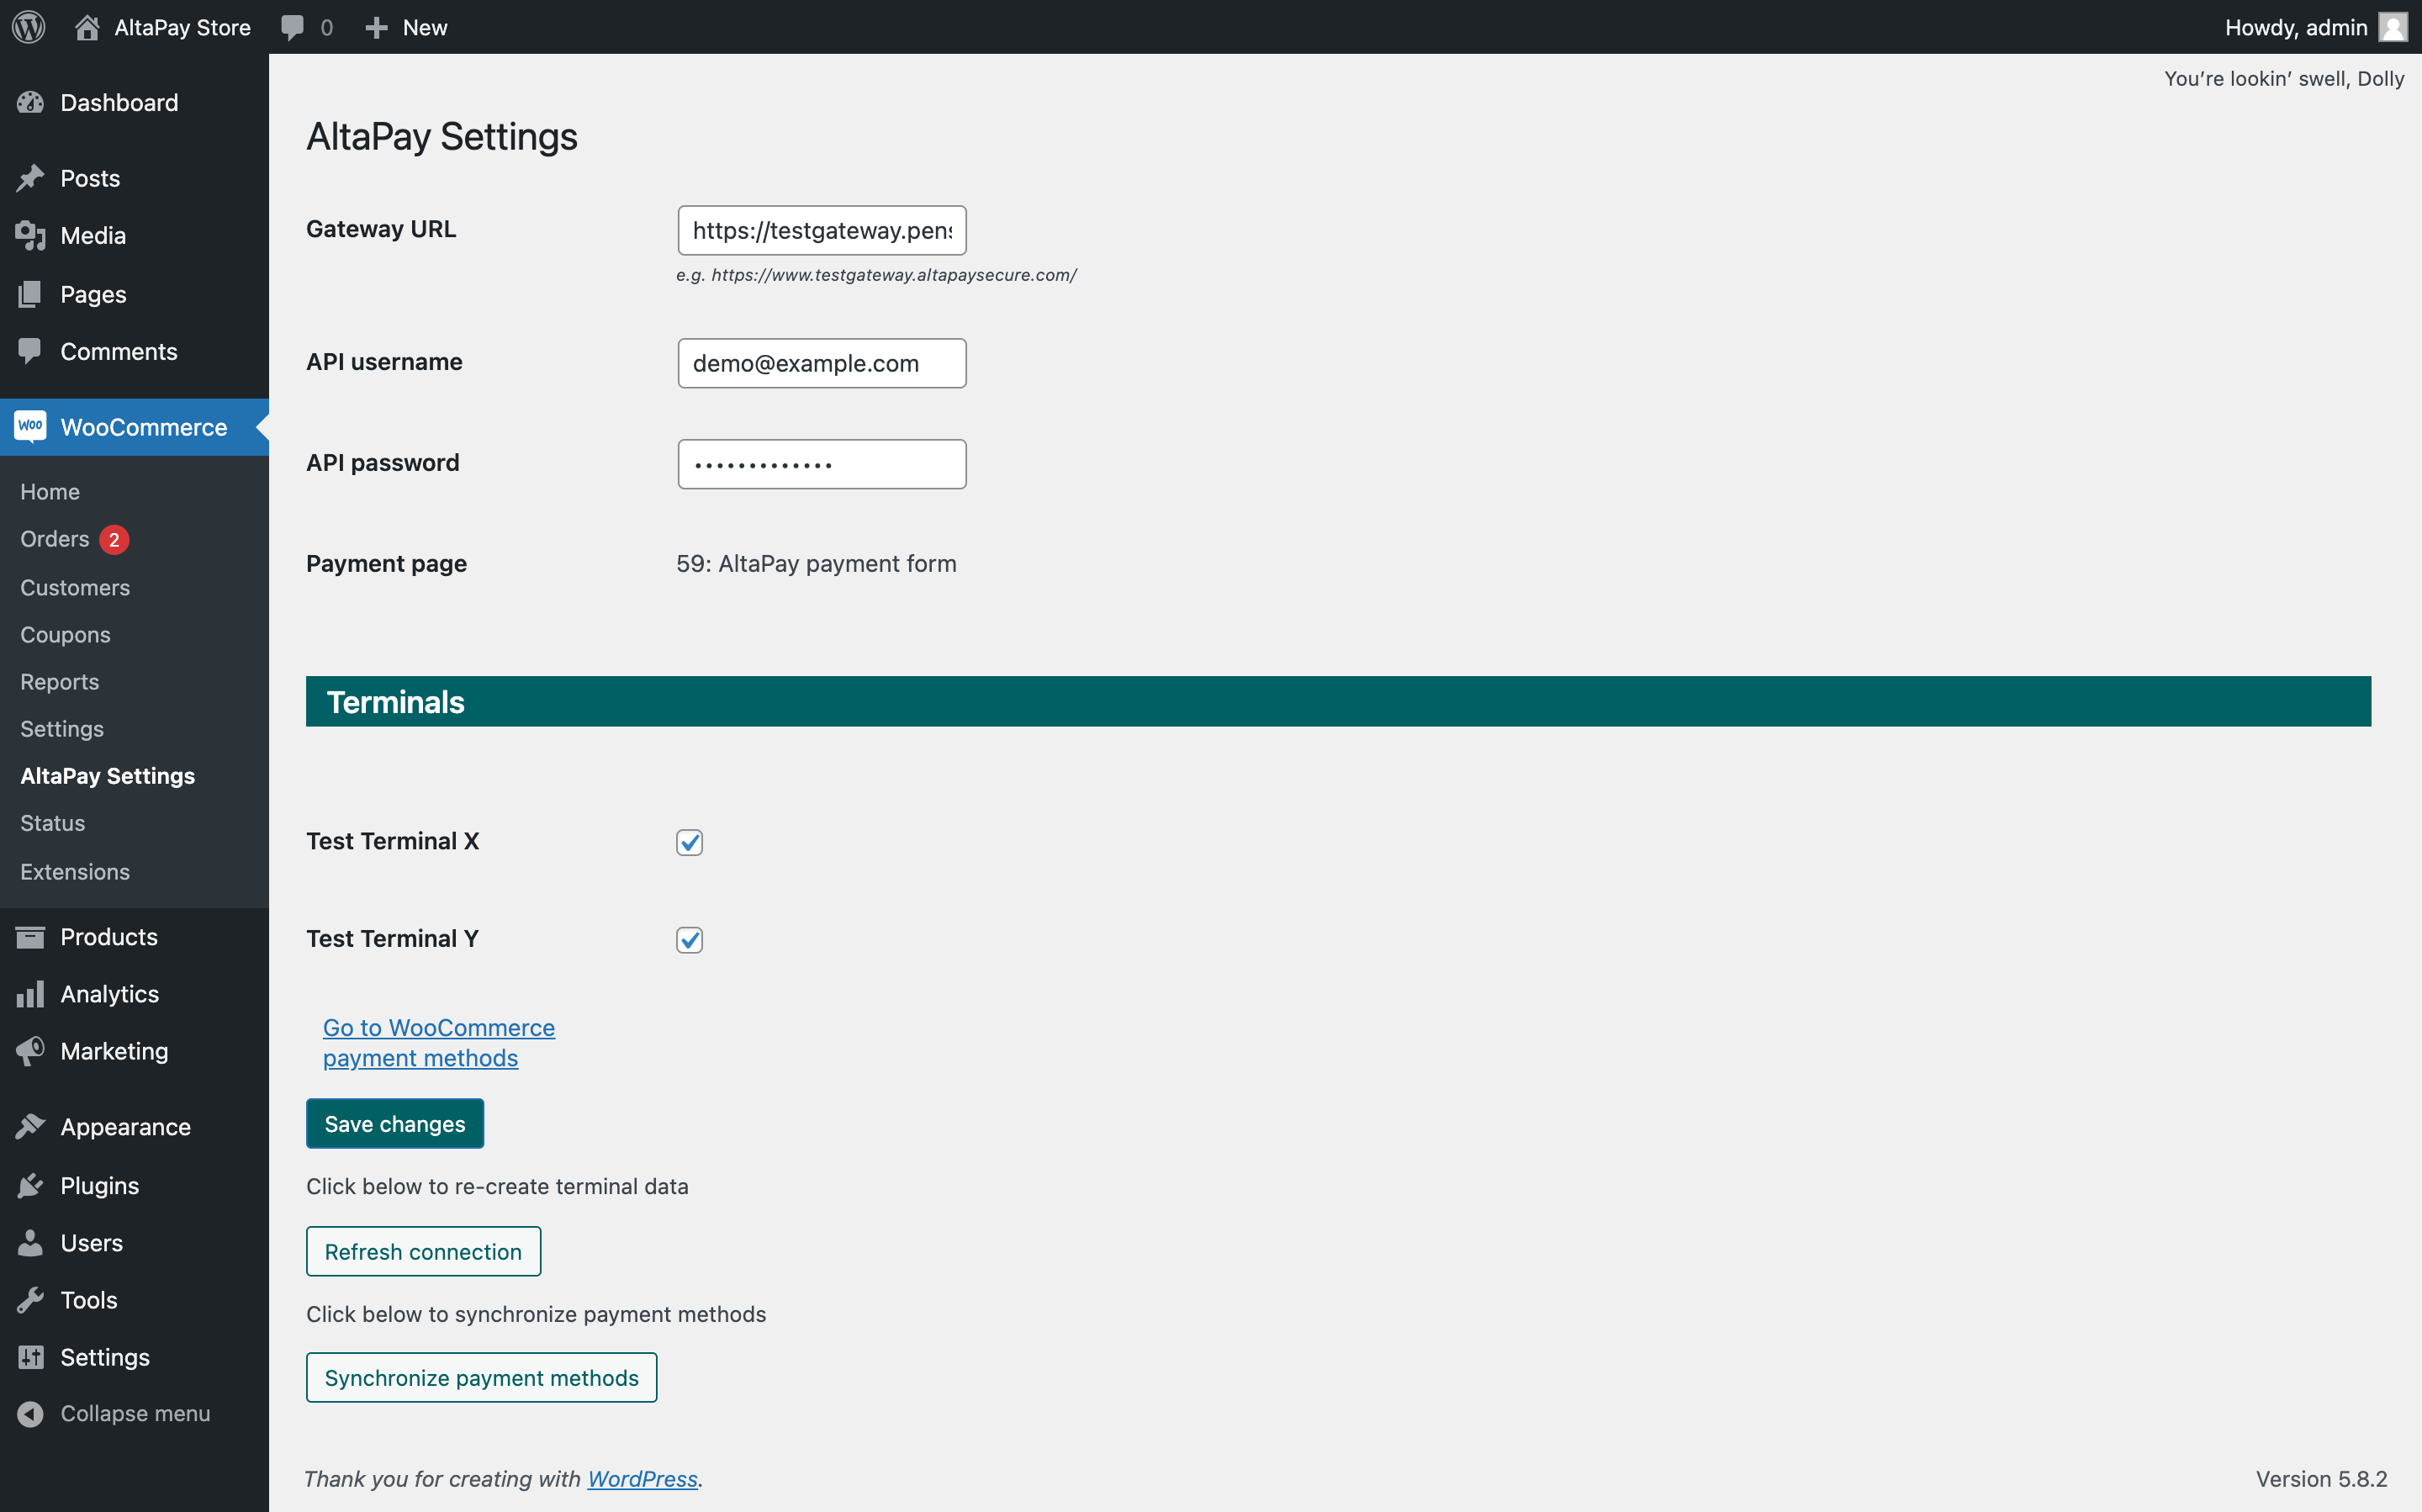 AltaPay Store
0
New
Howdy, admin
You’re lookin’ swell, Dolly
Dashboard
Posts
Media
Pages
Comments
Woo
WooCommerce
Home
Orders 2
Customers
Coupons
Reports
Settings
AltaPay Settings
Status
Extensions
Products
Analytics
Marketing
Appearance
Plugins
Users
Tools
Settings
Collapse menu
AltaPay Settings
Gateway URL
https://testgateway.pens
e.g. https://www.testgateway.altapaysecure.com/
API username
demo@example.com
API password
•••••••••••••
Payment page
59: AltaPay payment form
Terminals
Test Terminal X
Test Terminal Y
Go to WooCommerce
payment methods
Save changes
Click below to re-create terminal data
Refresh connection
Click below to synchronize payment methods
Synchronize payment methods
Thank you for creating with WordPress.
Version 5.8.2